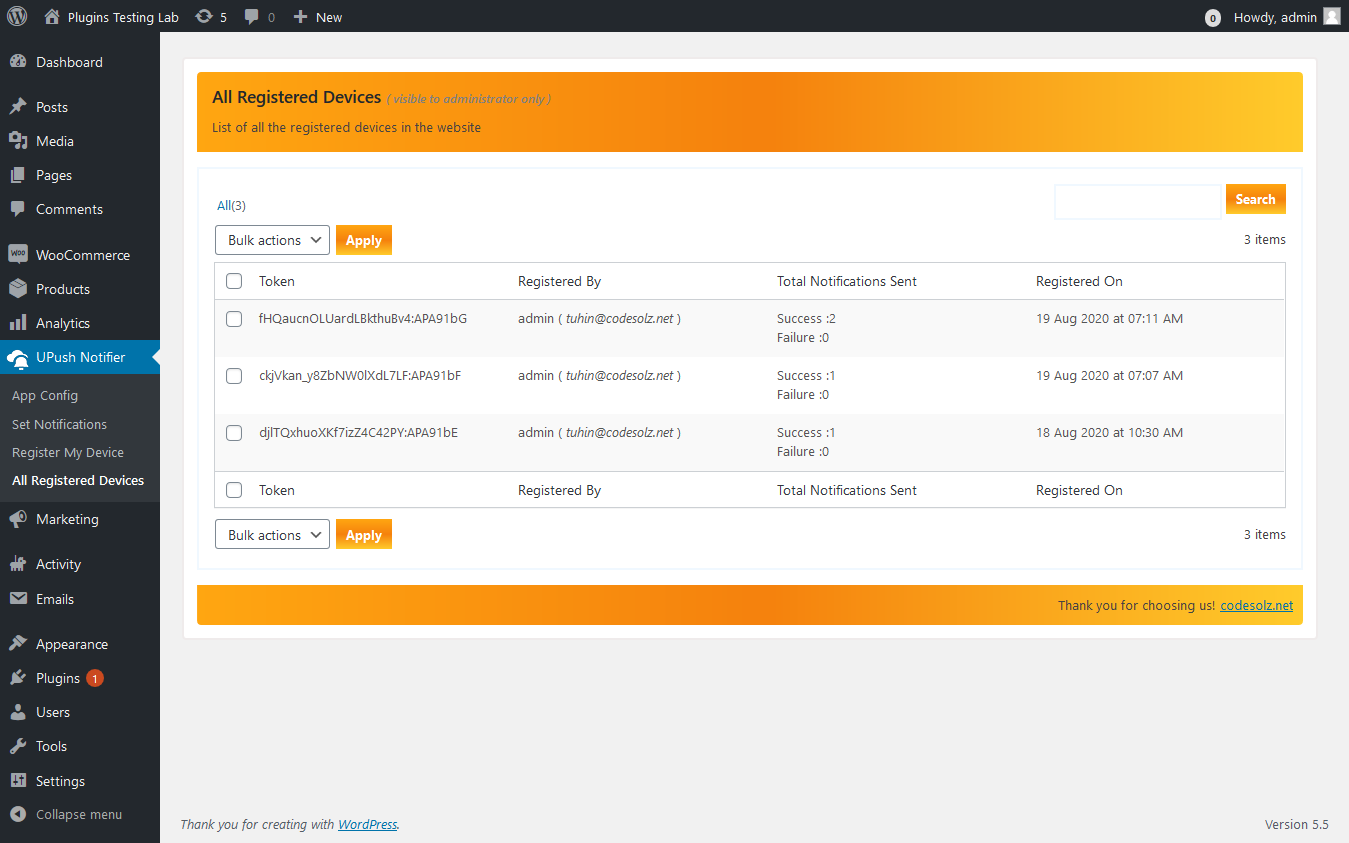 Plugins Testing Lab 5 0 New 0 Howdy, admin
Dashboard
Posts
Media
Pages
Comments
WooCommerce
Products
Analytics
UPush Notifier
App Config
Set Notifications
Register My Device
All Registered Devices
Marketing
Activity
Emails
Appearance
Plugins 1
Users
Tools
Settings
Collapse menu
All Registered Devices ( visible to administrator only )
List of all the registered devices in the website
All(3)
Search
Bulk actions Apply 3 items
Token Registered By Total Notifications Sent Registered On
fHQaucnOLUardLBkthuBv4:APA91bG admin ( tuhin@codesolz.net ) Success :2 19 Aug 2020 at 07:11 AM
Failure :0
ckjVkan_y8ZbNW0lXdL7LF:APA91bF admin ( tuhin@codesolz.net ) Success :1 19 Aug 2020 at 07:07 AM
Failure :0
djlTQxhuoXKf7izZ4C42PY:APA91bE admin ( tuhin@codesolz.net ) Success :1 18 Aug 2020 at 10:30 AM
Failure :0
Token Registered By Total Notifications Sent Registered On
Bulk actions Apply 3 items
Thank you for choosing us! codesolz.net
Thank you for creating with WordPress. Version 5.5